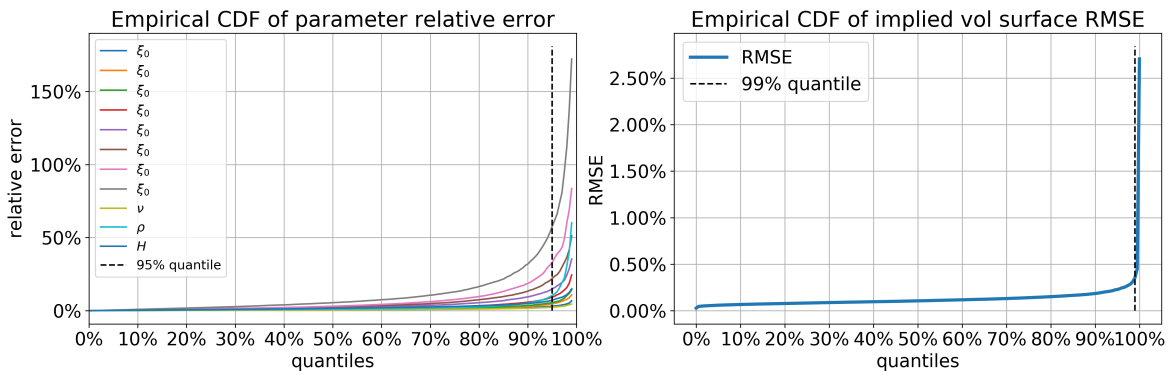 Empirical CDF of parameter relative error
relative error
150%
100%
50%
0%
ξ₀
ξ₀
ξ₀
ξ₀
ξ₀
ξ₀
ξ₀
ξ₀
ν
ρ
H
95% quantile
0% 10% 20% 30% 40% 50% 60% 70% 80% 90% 100%
quantiles
Empirical CDF of implied vol surface RMSE
RMSE
2.50%
2.00%
1.50%
1.00%
0.50%
0.00%
RMSE
99% quantile
0% 10% 20% 30% 40% 50% 60% 70% 80% 90% 100%
quantiles